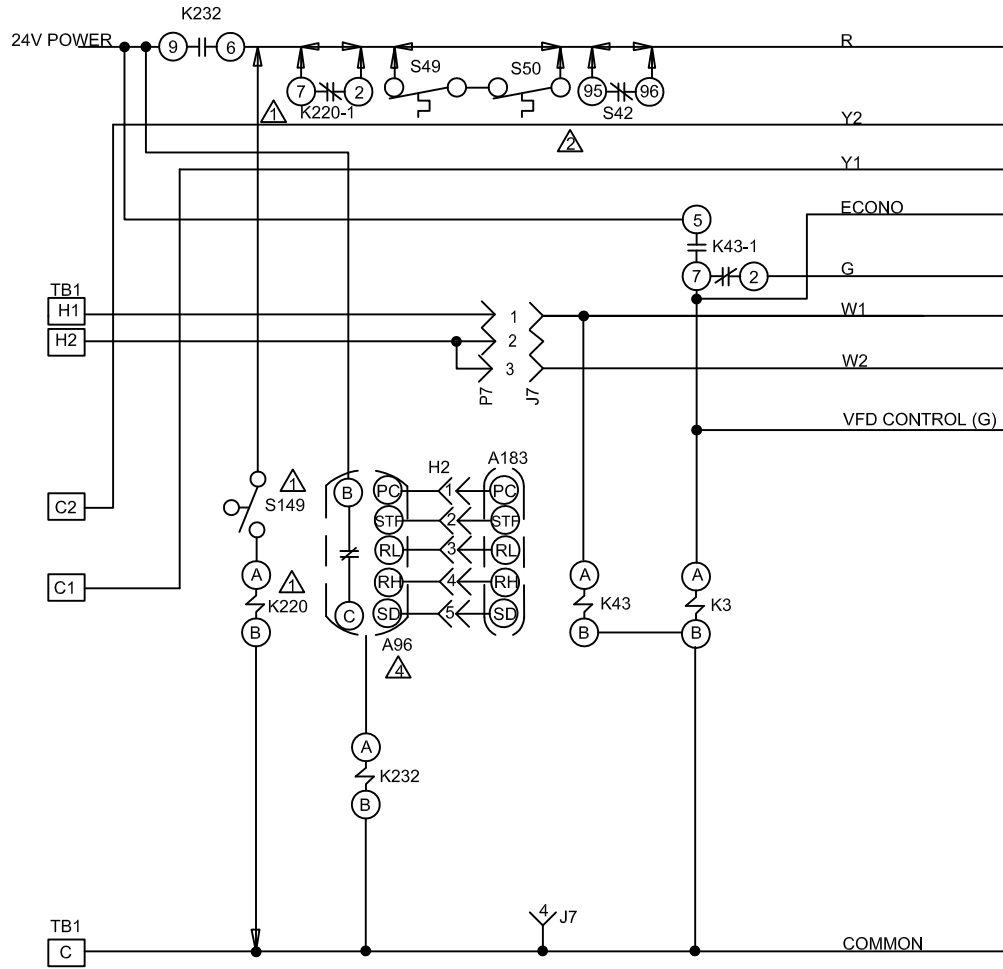 K232
24V POWER
9
6
R
S49
S50
7
2
95
96
K220-1
S42
1
2
Y2
Y1
ECONO
5
K43-1
7
2
G
TB1
H1
1
W1
H2
2
3
W2
P7
J7
VFD CONTROL (G)
H2
A183
1
B
PC
1
PC
C2
S149
STF
2
STF
RL
3
RL
A
1
A
A
C1
K220
RH
4
RH
K43
K3
B
C
SD
5
SD
B
B
A96
4
A
K232
B
TB1
4
J7
C
COMMON